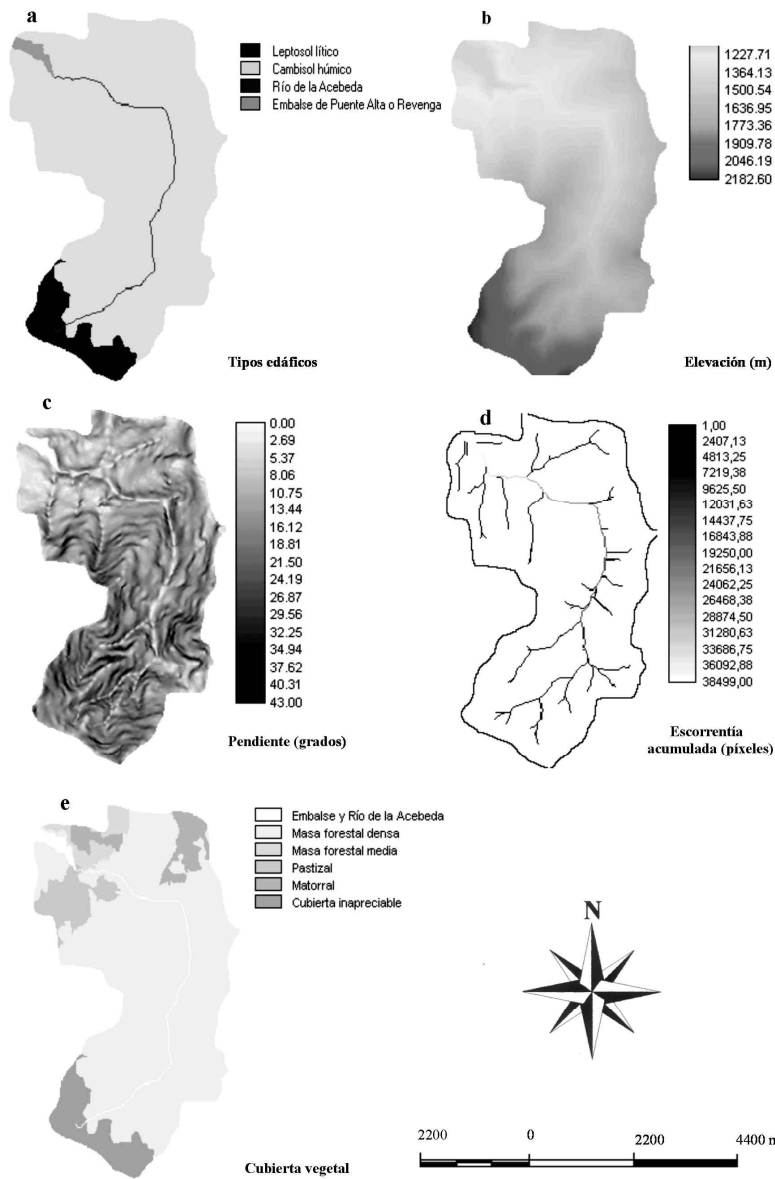 a
Leptosol lítico
Cambisol húmico
Río de la Acebeda
Embalse de Puente Alta o Revenga
Tipos edáficos
b
1227.71
1364.13
1500.54
1636.95
1773.36
1909.78
2046.19
2182.60
Elevación (m)
c
0.00
2.69
5.37
8.06
10.75
13.44
16.12
18.81
21.50
24.19
26.87
29.56
32.25
34.94
37.62
40.31
43.00
Pendiente (grados)
d
1,00
2407,13
4813,25
7219,38
9625,50
12031,63
14437,75
16843,88
19250,00
21656,13
24062,25
26468,38
28874,50
31280,63
33686,75
36092,88
38499,00
Escorrentía
acumulada (píxeles)
e
Embalse y Río de la Acebeda
Masa forestal densa
Masa forestal media
Pastizal
Matorral
Cubierta inapreciable
Cubierta vegetal
N
2200 0 2200 4400 m